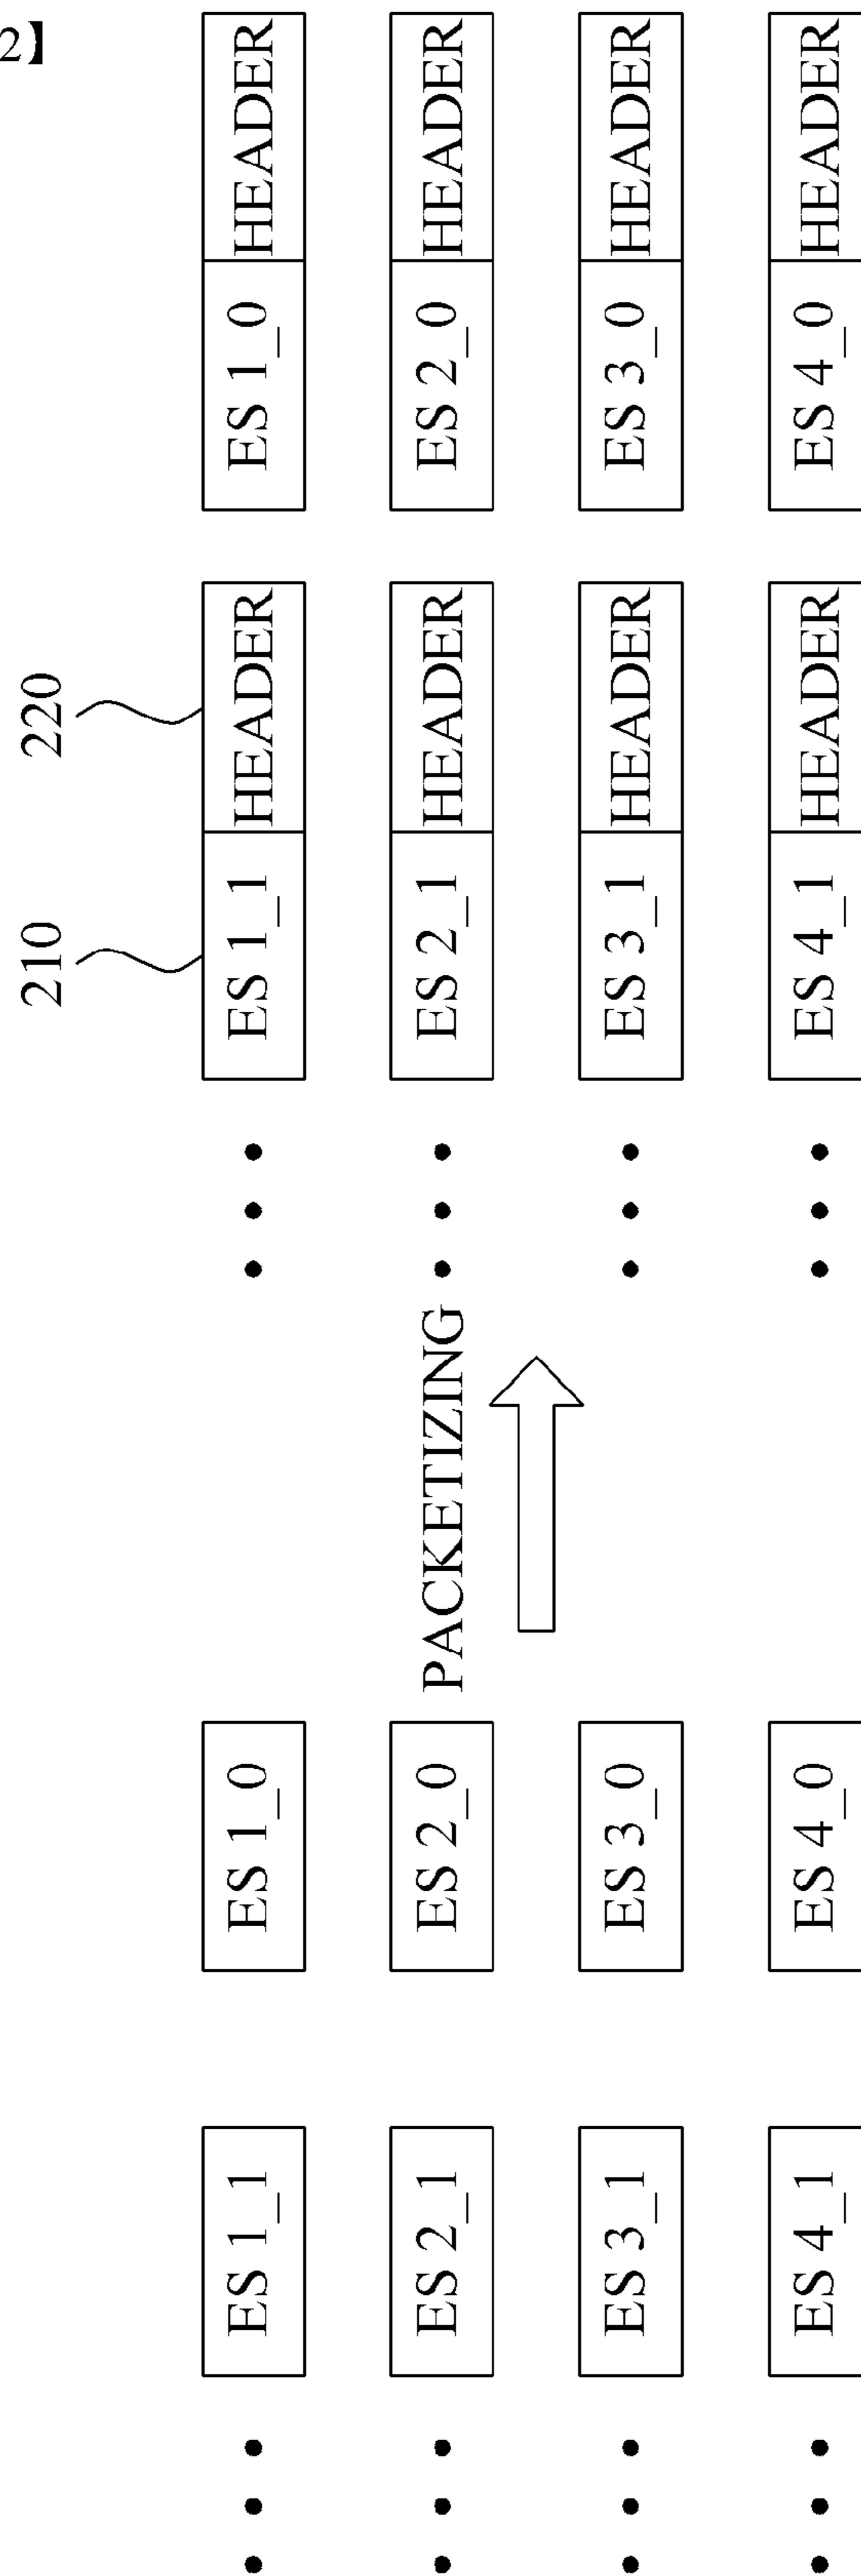 2】
210 220
... ES 1_1 ES 1_0 ... ES 1_1 HEADER ES 1_0 HEADER
... ES 2_1 ES 2_0 PACKETIZING ... ES 2_1 HEADER ES 2_0 HEADER
... ES 3_1 ES 3_0 ... ES 3_1 HEADER ES 3_0 HEADER
... ES 4_1 ES 4_0 ... ES 4_1 HEADER ES 4_0 HEADER